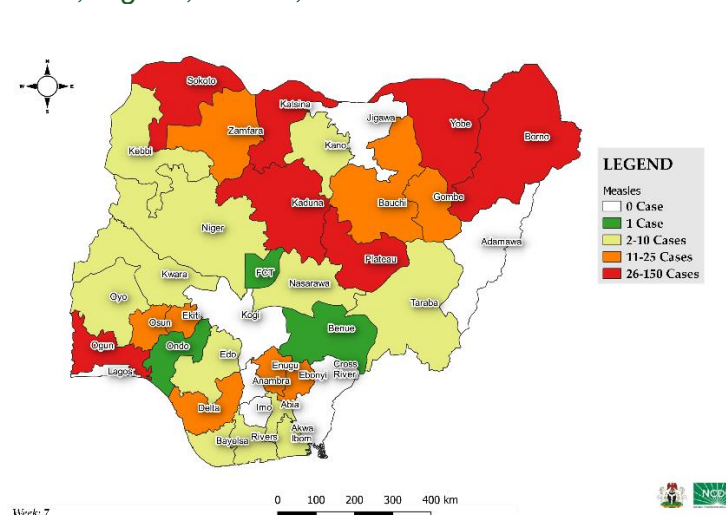 N
W E
S
Sokoto
Katsina
Jigawa
Yobe
Borno
Zamfara
Kano
Kebbi
Kaduna
Bauchi
Gombe
Adamawa
Niger
FCT
Plateau
Kwara
Nasarawa
Taraba
Oyo
Kogi
Osun
Ekiti
Benue
Ogun
Ondo
Edo
Lagos
Enugu
Cross
River
Anambra
Ebonyi
Delta
Imo
Abia
Akwa
Ibom
Bayelsa
Rivers
LEGEND
Measles
0 Case
1 Case
2-10 Cases
11-25 Cases
26-150 Cases
0 100 200 300 400 km
Week: 7
NCD